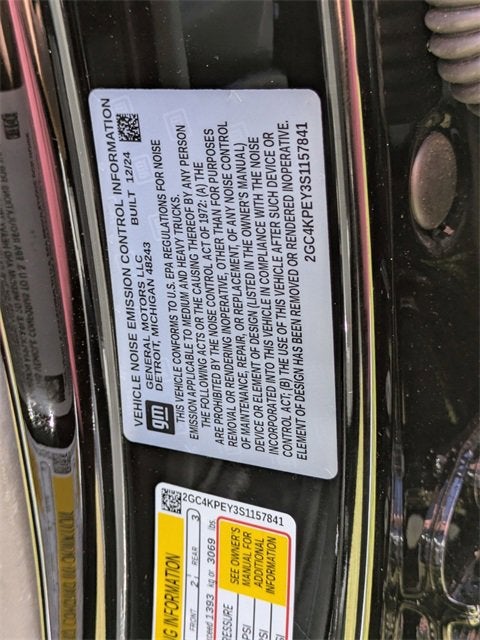 VEHICLE NOISE EMISSION CONTROL INFORMATION
GENERAL MOTORS LLC BUILT 12/24
DETROIT, MICHIGAN 48243
gm
THIS VEHICLE CONFORMS TO U.S. EPA REGULATIONS FOR NOISE
EMISSION APPLICABLE TO MEDIUM AND HEAVY TRUCKS.
THE FOLLOWING ACTS OR THE CAUSING THEREOF BY ANY PERSON
ARE PROHIBITED BY THE NOISE CONTROL ACT OF 1972: (A) THE
REMOVAL OR RENDERING INOPERATIVE, OTHER THAN FOR PURPOSES
OF MAINTENANCE, REPAIR, OR REPLACEMENT, OF ANY NOISE CONTROL
DEVICE OR ELEMENT OF DESIGN (LISTED IN THE OWNER'S MANUAL)
INCORPORATED INTO THIS VEHICLE IN COMPLIANCE WITH THE NOISE
CONTROL ACT; (B) THE USE OF THIS VEHICLE AFTER SUCH DEVICE OR
ELEMENT OF DESIGN HAS BEEN REMOVED OR RENDERED INOPERATIVE.
2GC4KPEY3S1157841
2GC4KPEY3S1157841
NG INFORMATION
FRONT 2 REAR 3
xceed 1393 kg or 3069 lbs
RESSURE
PSI
PSI
SEE OWNER'S
MANUAL FOR
ADDITIONAL
INFORMATION